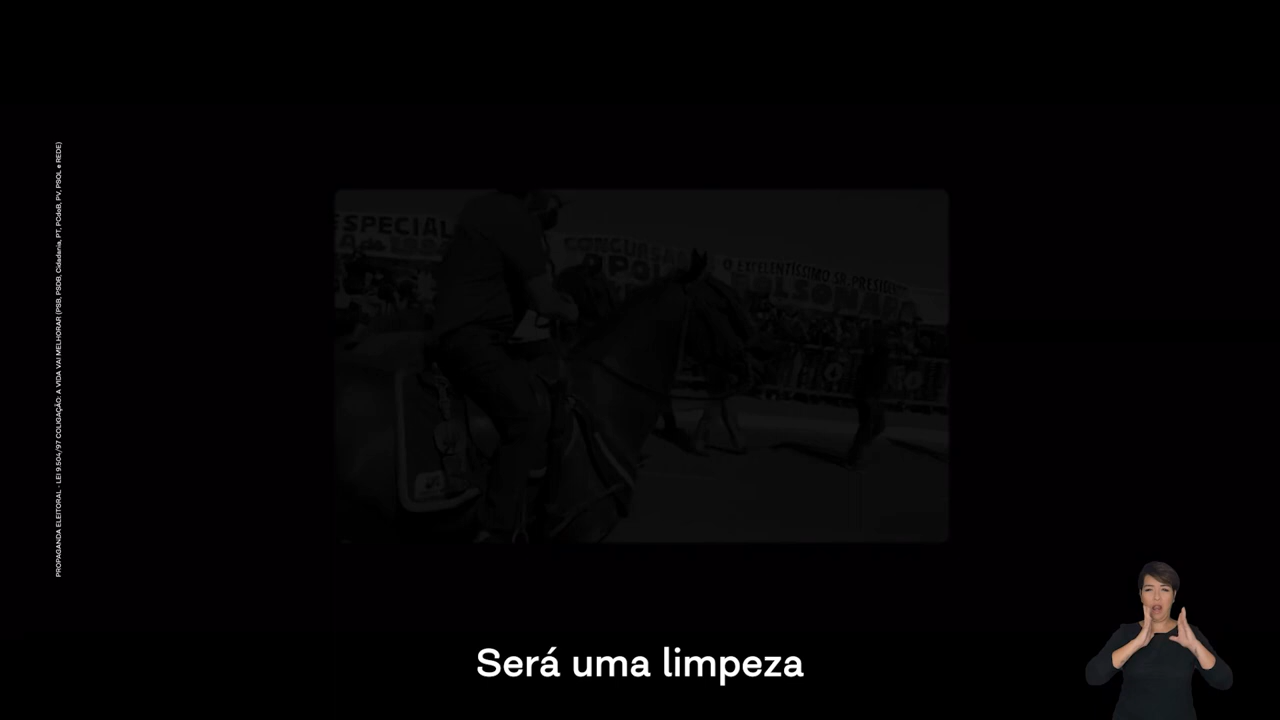 PROPAGANDA ELEITORAL - LEI 9.504/97 COLIGAÇÃO: A VIDA VAI MELHORAR (PSB, PSDB, Cidadania, PT, PCdoB, PV, PSOL e REDE)
ESPECIAL
O EXCELENTÍSSIMO SR. PRESIDENTE
Será uma limpeza